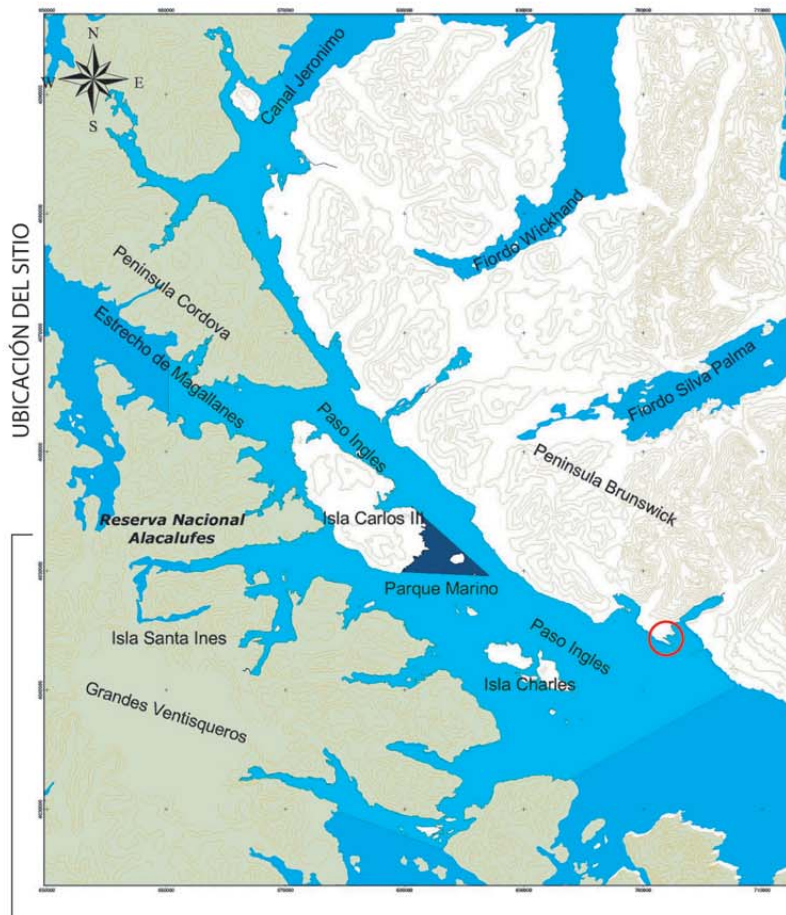 UBICACIÓN DEL SITIO
N
W
E
S
Canal Jeronimo
Fiordo Wickhand
Peninsula Cordova
Estrecho de Magallanes
Fiordo Silva Palma
Paso Ingles
Peninsula Brunswick
Isla Carlos III
Reserva Nacional
Alacalufes
Parque Marino
Isla Santa Ines
Paso Ingles
Isla Charles
Grandes Ventisqueros